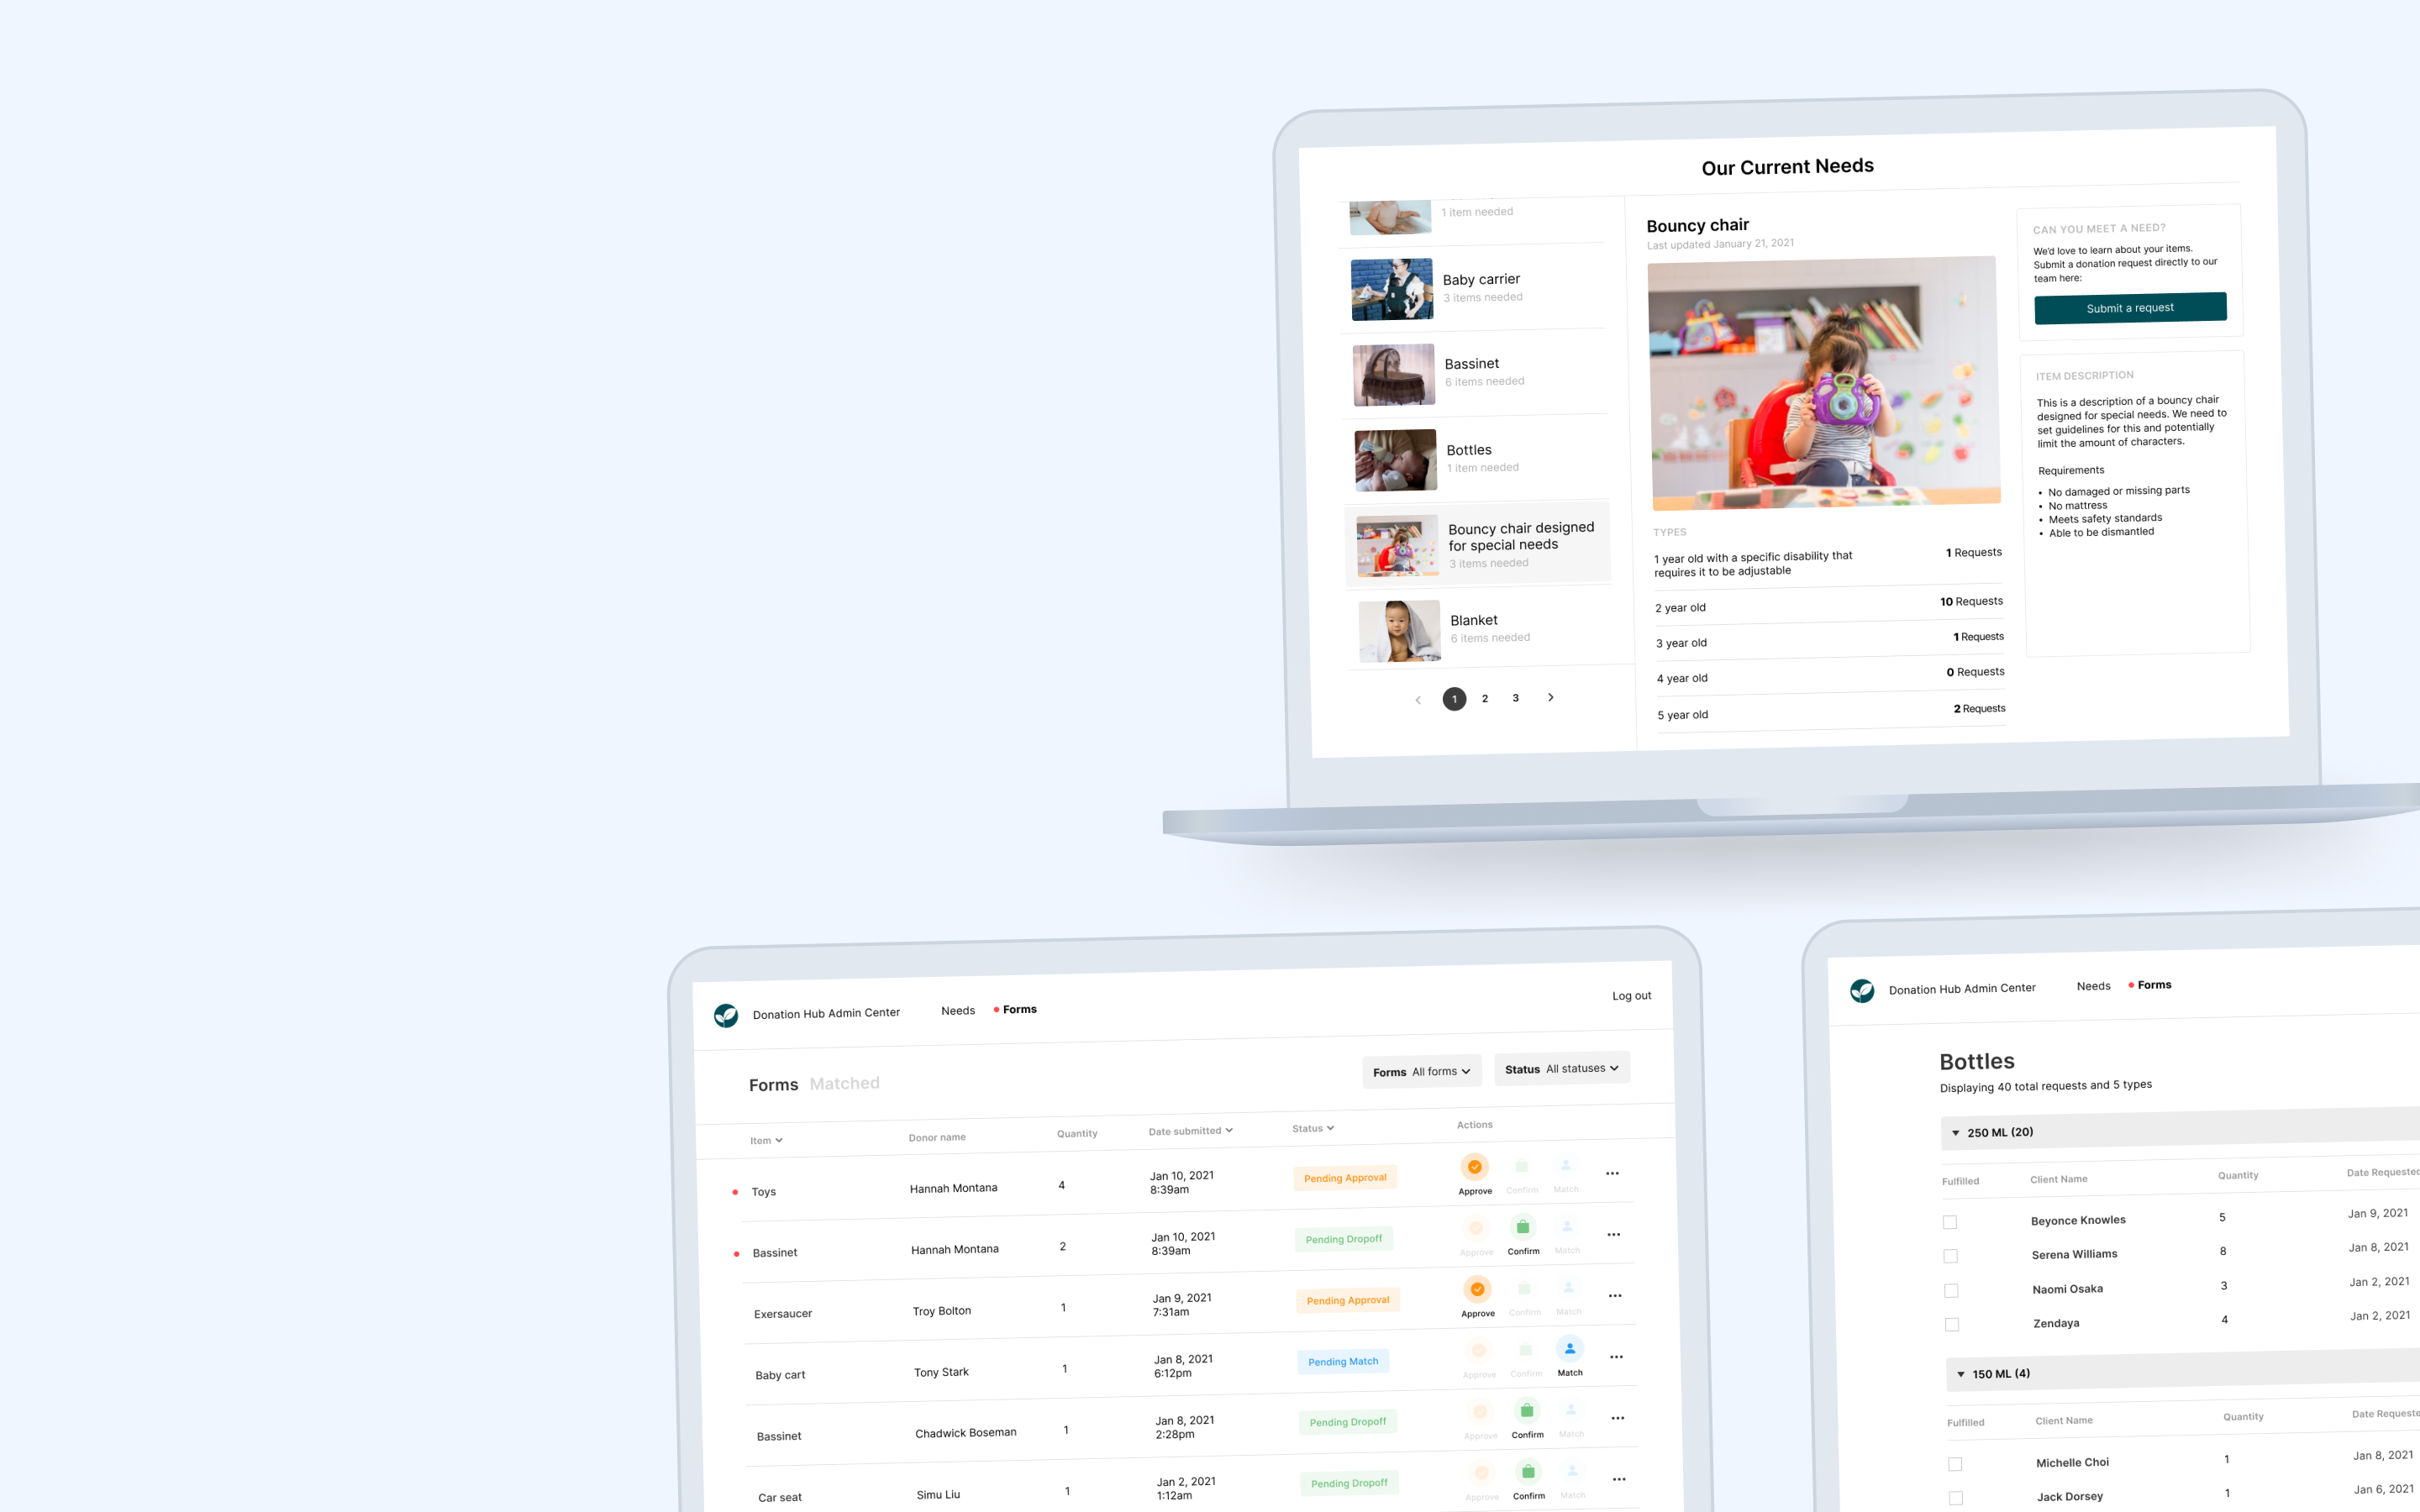 Our Current Needs
1 item needed
Baby carrier
3 items needed
Bassinet
6 items needed
Bottles
1 item needed
Bouncy chair designed
for special needs
3 items needed
Blanket
6 items needed
1 2 3
Bouncy chair
Last updated January 21, 2021
TYPES
1 year old with a specific disability that
requires it to be adjustable
1 Requests
2 year old 10 Requests
3 year old 1 Requests
4 year old 0 Requests
5 year old 2 Requests
CAN YOU MEET A NEED?
We'd love to learn about your items.
Submit a donation request directly to our
team here:
Submit a request
ITEM DESCRIPTION
This is a description of a bouncy chair
designed for special needs. We need to
set guidelines for this and potentially
limit the amount of characters.
Requirements
• No damaged or missing parts
• No mattress
• Meets safety standards
• Able to be dismantled
Donation Hub Admin Center Needs Forms Log out
Forms Matched Forms All forms Status All statuses
Item Donor name Quantity Date submitted Status Actions
Toys Hannah Montana 4 Jan 10, 2021
8:39am
Pending Approval Approve Confirm Match
Bassinet Hannah Montana 2 Jan 10, 2021
8:39am
Pending Dropoff Approve Confirm Match
Exersaucer Troy Bolton 1 Jan 9, 2021
7:31am
Pending Approval Approve Confirm Match
Baby cart Tony Stark 1 Jan 8, 2021
6:12pm
Pending Match Approve Confirm Match
Bassinet Chadwick Boseman 1 Jan 8, 2021
2:28pm
Pending Dropoff Approve Confirm Match
Car seat Simu Liu 1 Jan 2, 2021
1:12am
Pending Dropoff Approve Confirm Match
Donation Hub Admin Center Needs Forms
Bottles
Displaying 40 total requests and 5 types
250 ML (20)
Fulfilled Client Name Quantity Date Requested
Beyonce Knowles 5 Jan 9, 2021
Serena Williams 8 Jan 8, 2021
Naomi Osaka 3 Jan 2, 2021
Zendaya 4 Jan 2, 2021
150 ML (4)
Fulfilled Client Name Quantity Date Requeste
Michelle Choi 1 Jan 8, 2021
Jack Dorsey 1 Jan 6, 2021